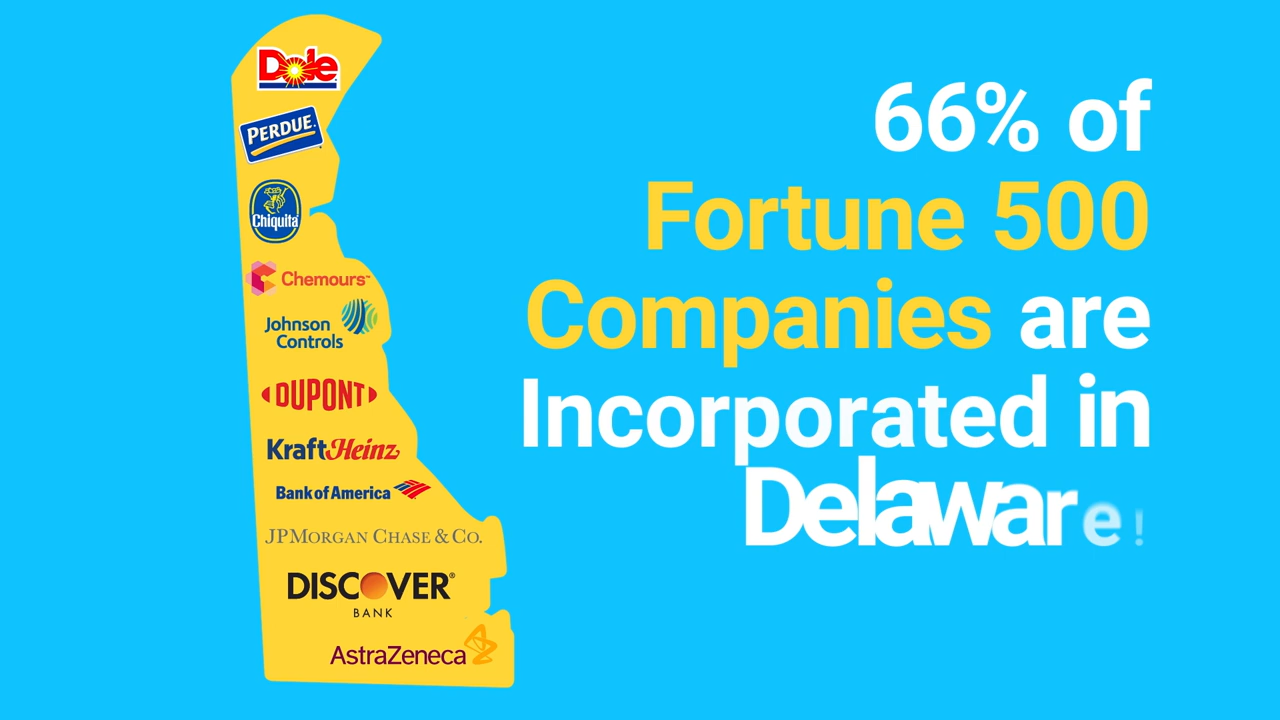 Dole
PERDUE
Chiquita
Chemours™
Johnson
Controls
DUPONT
KraftHeinz
Bank of America
JPMORGAN CHASE & CO.
DISCOVER®
BANK
AstraZeneca
66% of
Fortune 500
Companies are
Incorporated in
Delaware!